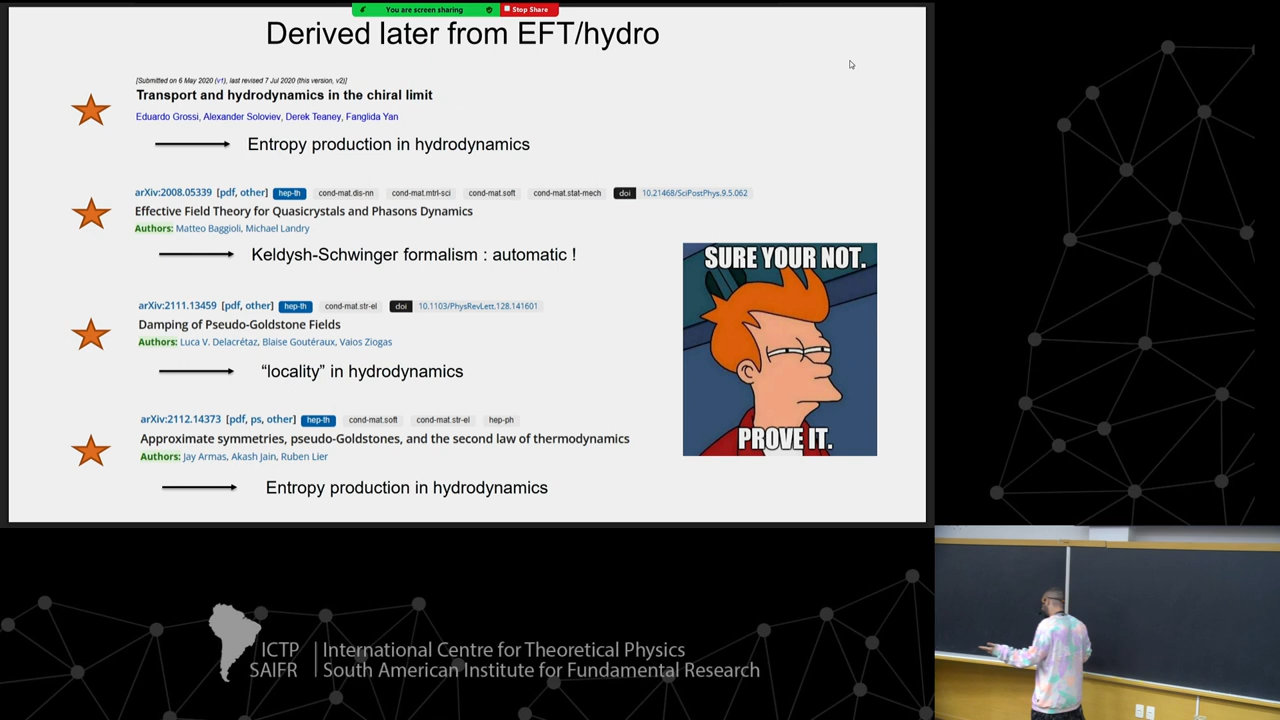 You are screen sharing
Stop Share
Derived later from EFT/hydro
[Submitted on 6 May 2020 (v1), last revised 7 Jul 2020 (this version, v2)]
Transport and hydrodynamics in the chiral limit
Eduardo Grossi, Alexander Soloviev, Derek Teaney, Fanglida Yan
Entropy production in hydrodynamics
arXiv:2008.05339 [pdf, other] hep-th cond-mat.dis-nn cond-mat.mtrl-sci cond-mat.soft cond-mat.stat-mech doi 10.21468/SciPostPhys.9.5.062
Effective Field Theory for Quasicrystals and Phasons Dynamics
Authors: Matteo Baggioli, Michael Landry
Keldysh-Schwinger formalism : automatic !
SURE YOUR NOT.
PROVE IT.
arXiv:2111.13459 [pdf, other] hep-th cond-mat.str-el doi 10.1103/PhysRevLett.128.141601
Damping of Pseudo-Goldstone Fields
Authors: Luca V. Delacrétaz, Blaise Goutéraux, Vaios Ziogas
“locality” in hydrodynamics
arXiv:2112.14373 [pdf, ps, other] hep-th cond-mat.soft cond-mat.str-el hep-ph
Approximate symmetries, pseudo-Goldstones, and the second law of thermodynamics
Authors: Jay Armas, Akash Jain, Ruben Lier
Entropy production in hydrodynamics
ICTP International Centre for Theoretical Physics
SAIFR South American Institute for Fundamental Research